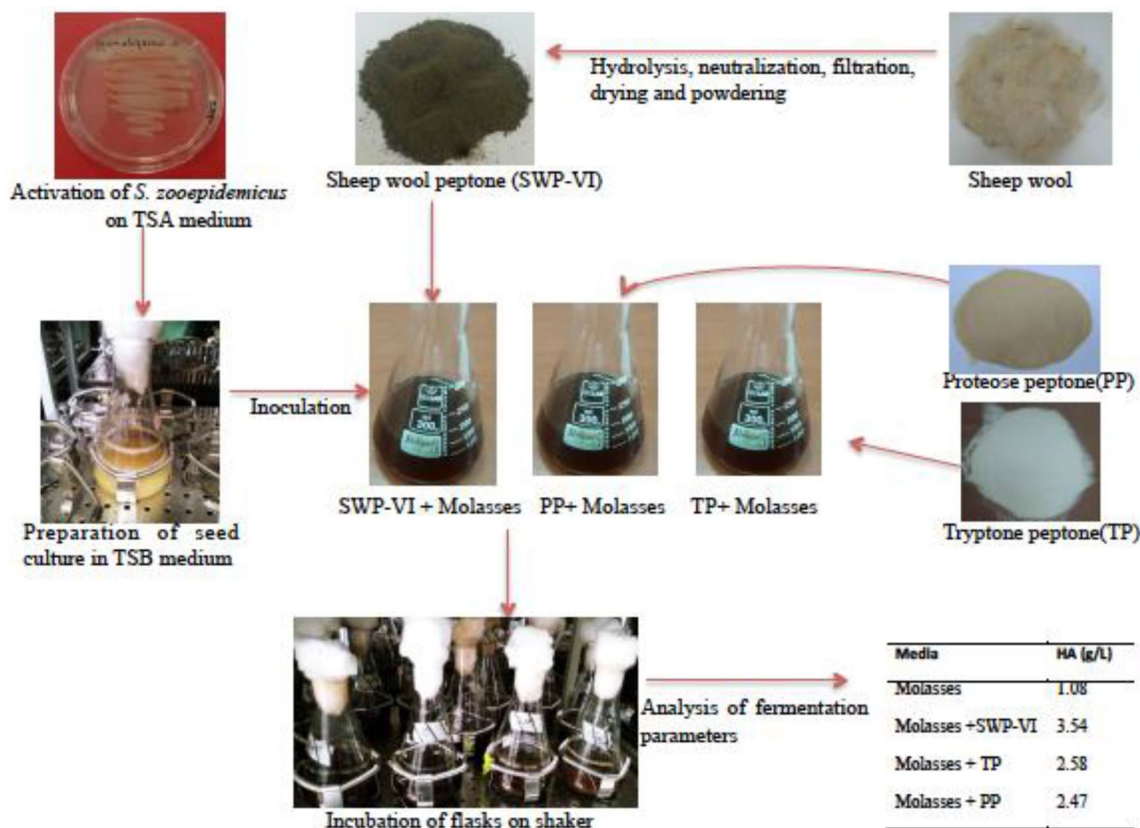 Hydrolysis, neutralization, filtration,
drying and powdering
Activation of S. zooepidemicus
on TSA medium
Sheep wool peptone (SWP-VI)
Sheep wool
Inoculation
Proteose peptone(PP)
SWP-VI + Molasses
PP+ Molasses
TP+ Molasses
Tryptone peptone(TP)
Preparation of seed
culture in TSB medium
Analysis of fermentation
parameters
Incubation of flasks on shaker
Media HA (g/L)
Molasses 1.08
Molasses +SWP-VI 3.54
Molasses + TP 2.58
Molasses + PP 2.47